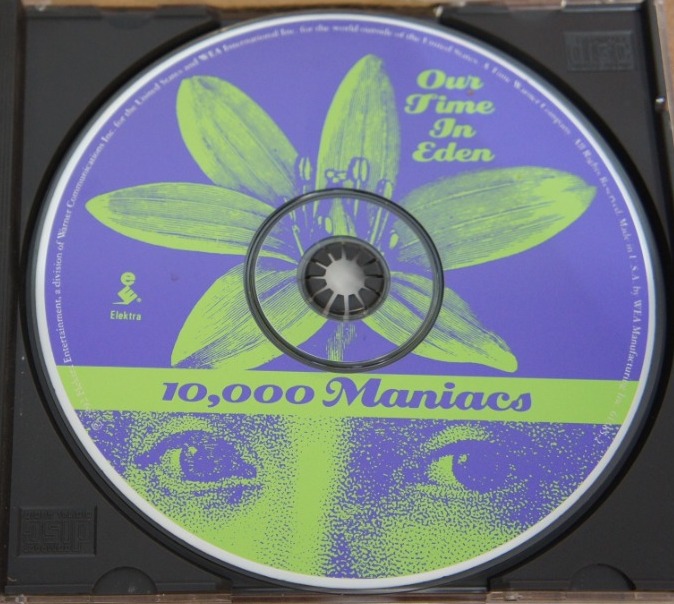 Our
Time
In
Eden
e
Elektra
10,000 Maniacs
Entertainment, a division of Warner Communications Inc. for the United States and WEA International Inc. for the world outside of the United States. A Time Warner Company. All Rights Reserved. Made in U.S.A. by WEA Manufacturing Inc.